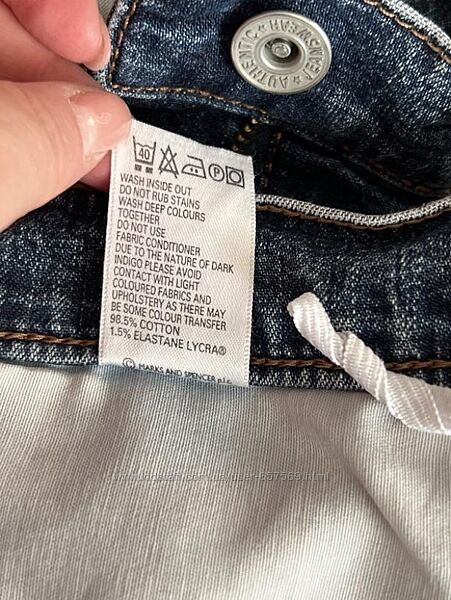 AUTHENTIC JEANSWEAR
40
P
WASH INSIDE OUT
DO NOT RUB STAINS
WASH DEEP COLOURS
TOGETHER
DO NOT USE
FABRIC CONDITIONER
DUE TO THE NATURE OF DARK
INDIGO PLEASE AVOID
CONTACT WITH LIGHT
COLOURED FABRICS AND
UPHOLSTERY AS THERE MAY
BE SOME COLOUR TRANSFER
98.5% COTTON
1.5% ELASTANE LYCRA®
© MARKS AND SPENCER plc